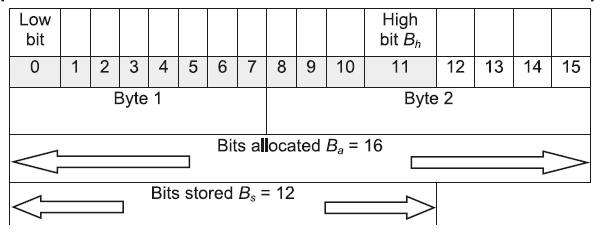 Low bit
High bit Bh
0 1 2 3 4 5 6 7 8 9 10 11 12 13 14 15
Byte 1 Byte 2
Bits allocated Ba = 16
Bits stored Bs = 12